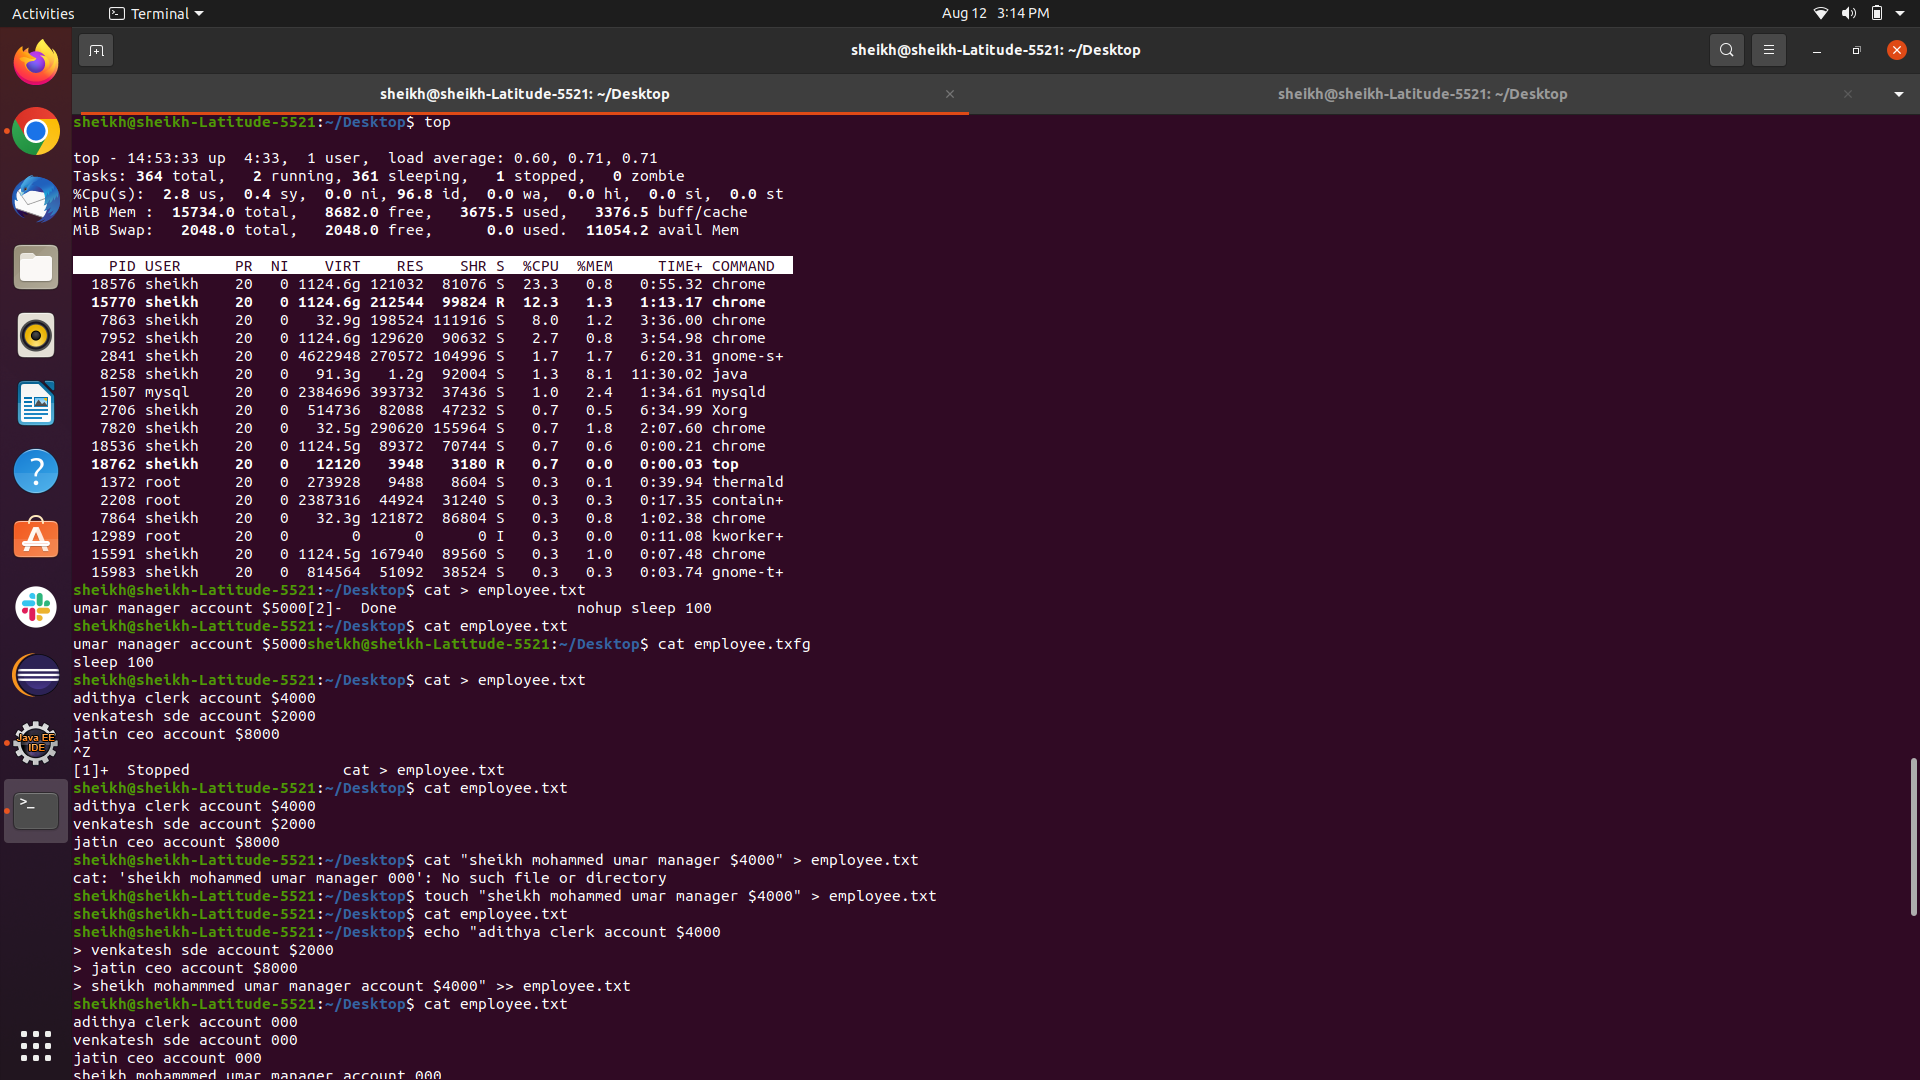 Activities
Terminal
Aug 12 3:14 PM
sheikh@sheikh-Latitude-5521: ~/Desktop
sheikh@sheikh-Latitude-5521: ~/Desktop
sheikh@sheikh-Latitude-5521: ~/Desktop
sheikh@sheikh-Latitude-5521:~/Desktop$ top
top - 14:53:33 up  4:33,  1 user,  load average: 0.60, 0.71, 0.71
Tasks: 364 total,   2 running, 361 sleeping,   1 stopped,   0 zombie
%Cpu(s):  2.8 us,  0.4 sy,  0.0 ni, 96.8 id,  0.0 wa,  0.0 hi,  0.0 si,  0.0 st
MiB Mem :  15734.0 total,   8682.0 free,   3675.5 used,   3376.5 buff/cache
MiB Swap:   2048.0 total,   2048.0 free,      0.0 used.  11054.2 avail Mem
    PID USER      PR  NI    VIRT    RES    SHR S  %CPU  %MEM     TIME+ COMMAND
  18576 sheikh    20   0 1124.6g 121032  81076 S  23.3   0.8   0:55.32 chrome
  15770 sheikh    20   0 1124.6g 212544  99824 R  12.3   1.3   1:13.17 chrome
   7863 sheikh    20   0   32.9g 198524 111916 S   8.0   1.2   3:36.00 chrome
   7952 sheikh    20   0 1124.6g 129620  90632 S   2.7   0.8   3:54.98 chrome
   2841 sheikh    20   0 4622948 270572 104996 S   1.7   1.7   6:20.31 gnome-s+
   8258 sheikh    20   0   91.3g   1.2g  92004 S   1.3   8.1  11:30.02 java
   1507 mysql     20   0 2384696 393732  37436 S   1.0   2.4   1:34.61 mysqld
   2706 sheikh    20   0  514736  82088  47232 S   0.7   0.5   6:34.99 Xorg
   7820 sheikh    20   0   32.5g 290620 155964 S   0.7   1.8   2:07.60 chrome
  18536 sheikh    20   0 1124.5g  89372  70744 S   0.7   0.6   0:00.21 chrome
  18762 sheikh    20   0   12120   3948   3180 R   0.7   0.0   0:00.03 top
   1372 root      20   0  273928   9488   8604 S   0.3   0.1   0:39.94 thermald
   2208 root      20   0 2387316  44924  31240 S   0.3   0.3   0:17.35 contain+
   7864 sheikh    20   0   32.3g 121872  86804 S   0.3   0.8   1:02.38 chrome
  12989 root      20   0       0      0      0 I   0.3   0.0   0:11.08 kworker+
  15591 sheikh    20   0 1124.5g 167940  89560 S   0.3   1.0   0:07.48 chrome
  15983 sheikh    20   0  814564  51092  38524 S   0.3   0.3   0:03.74 gnome-t+
sheikh@sheikh-Latitude-5521:~/Desktop$ cat > employee.txt
umar manager account $5000[2]-  Done                    nohup sleep 100
sheikh@sheikh-Latitude-5521:~/Desktop$ cat employee.txt
umar manager account $5000sheikh@sheikh-Latitude-5521:~/Desktop$ cat employee.txfg
sleep 100
sheikh@sheikh-Latitude-5521:~/Desktop$ cat > employee.txt
adithya clerk account $4000
venkatesh sde account $2000
jatin ceo account $8000
^Z
[1]+  Stopped                 cat > employee.txt
sheikh@sheikh-Latitude-5521:~/Desktop$ cat employee.txt
adithya clerk account $4000
venkatesh sde account $2000
jatin ceo account $8000
sheikh@sheikh-Latitude-5521:~/Desktop$ cat "sheikh mohammed umar manager $4000" > employee.txt
cat: 'sheikh mohammed umar manager 000': No such file or directory
sheikh@sheikh-Latitude-5521:~/Desktop$ touch "sheikh mohammed umar manager $4000" > employee.txt
sheikh@sheikh-Latitude-5521:~/Desktop$ cat employee.txt
sheikh@sheikh-Latitude-5521:~/Desktop$ echo "adithya clerk account $4000
> venkatesh sde account $2000
> jatin ceo account $8000
> sheikh mohammmed umar manager account $4000" >> employee.txt
sheikh@sheikh-Latitude-5521:~/Desktop$ cat employee.txt
adithya clerk account 000
venkatesh sde account 000
jatin ceo account 000
sheikh mohammmed umar manager account 000
Java EE
IDE